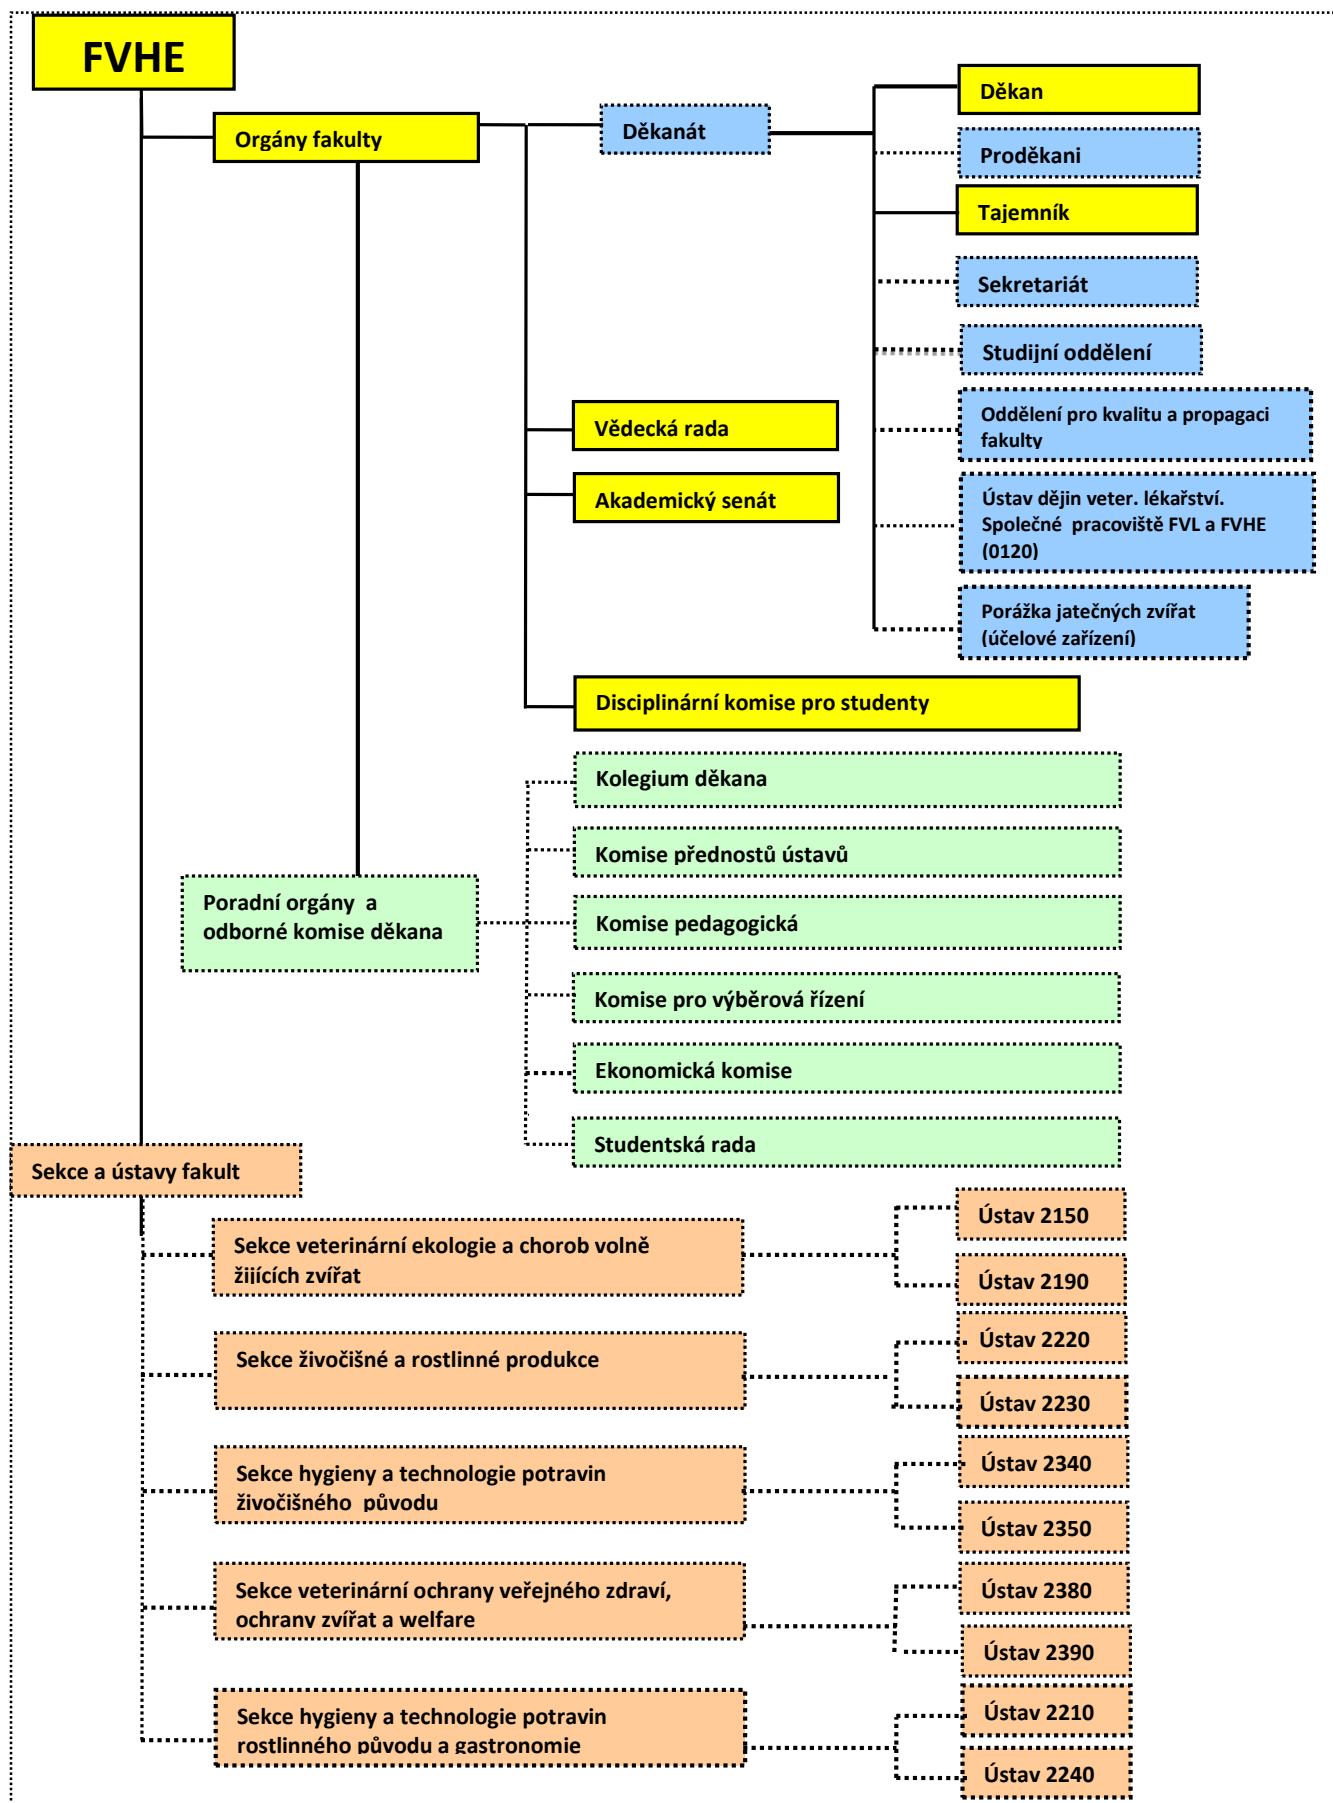 FVHE
Orgány fakulty
Děkanát
Děkan
Proděkani
Tajemník
Sekretariát
Studijní oddělení
Oddělení pro kvalitu a propagaci
fakulty
Ústav dějin veter. lékařství.
Společné pracoviště FVL a FVHE
(0120)
Porážka jatečných zvířat
(účelové zařízení)
Vědecká rada
Akademický senát
Disciplinární komise pro studenty
Poradní orgány a
odborné komise děkana
Kolegium děkana
Komise přednostů ústavů
Komise pedagogická
Komise pro výběrová řízení
Ekonomická komise
Studentská rada
Sekce a ústavy fakult
Sekce veterinární ekologie a chorob volně
žijících zvířat
Ústav 2150
Ústav 2190
Sekce živočišné a rostlinné produkce
Ústav 2220
Ústav 2230
Sekce hygieny a technologie potravin
živočišného původu
Ústav 2340
Ústav 2350
Sekce veterinární ochrany veřejného zdraví,
ochrany zvířat a welfare
Ústav 2380
Ústav 2390
Sekce hygieny a technologie potravin
rostlinného původu a gastronomie
Ústav 2210
Ústav 2240